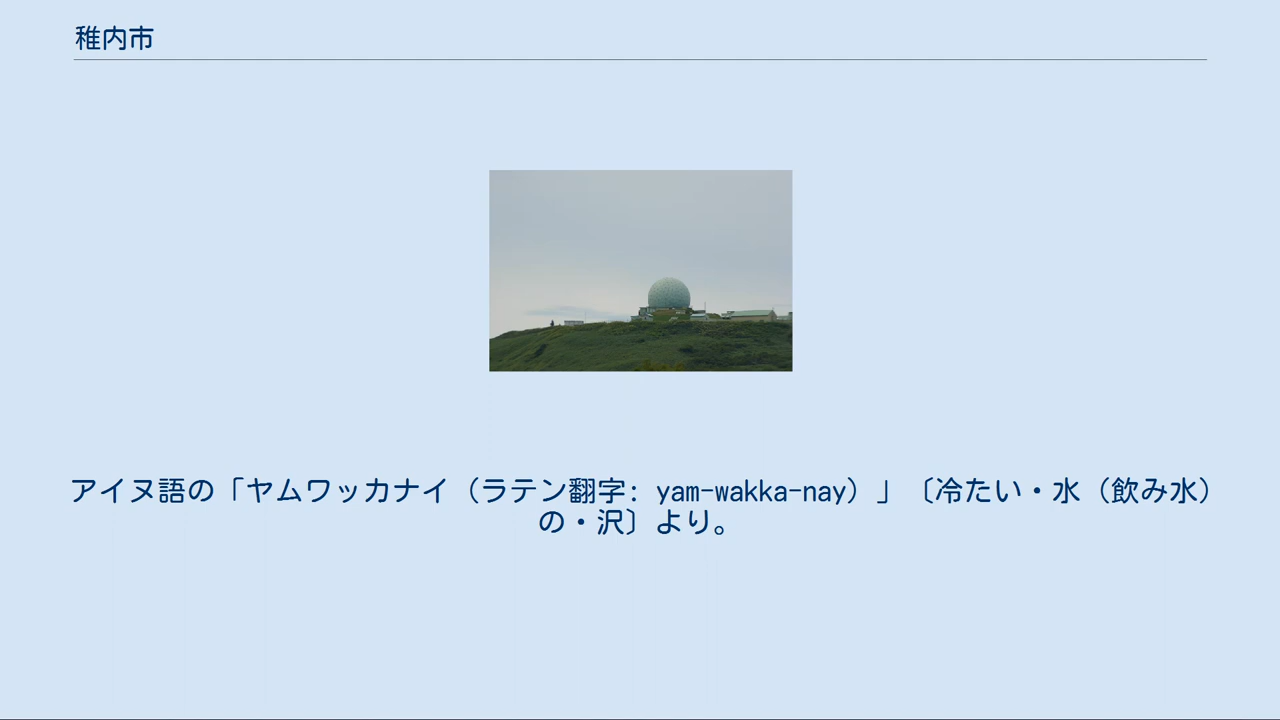 稚内市
アイヌ語の「ヤムワッカナイ（ラテン翻字: yam-wakka-nay）」〔冷たい・水（飲み水）
の・沢〕より。